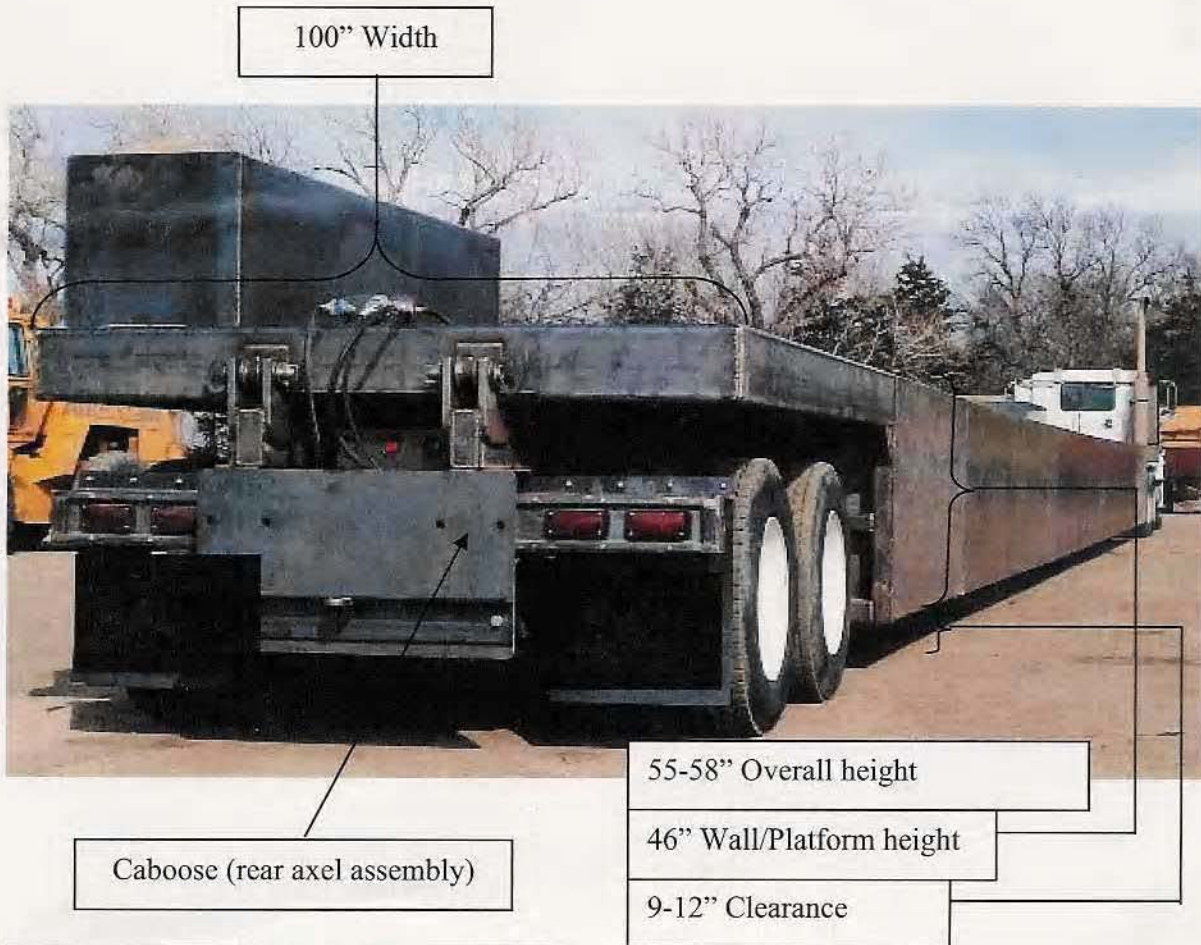 100” Width
55-58” Overall height
46” Wall/Platform height
Caboose (rear axel assembly)
9-12” Clearance